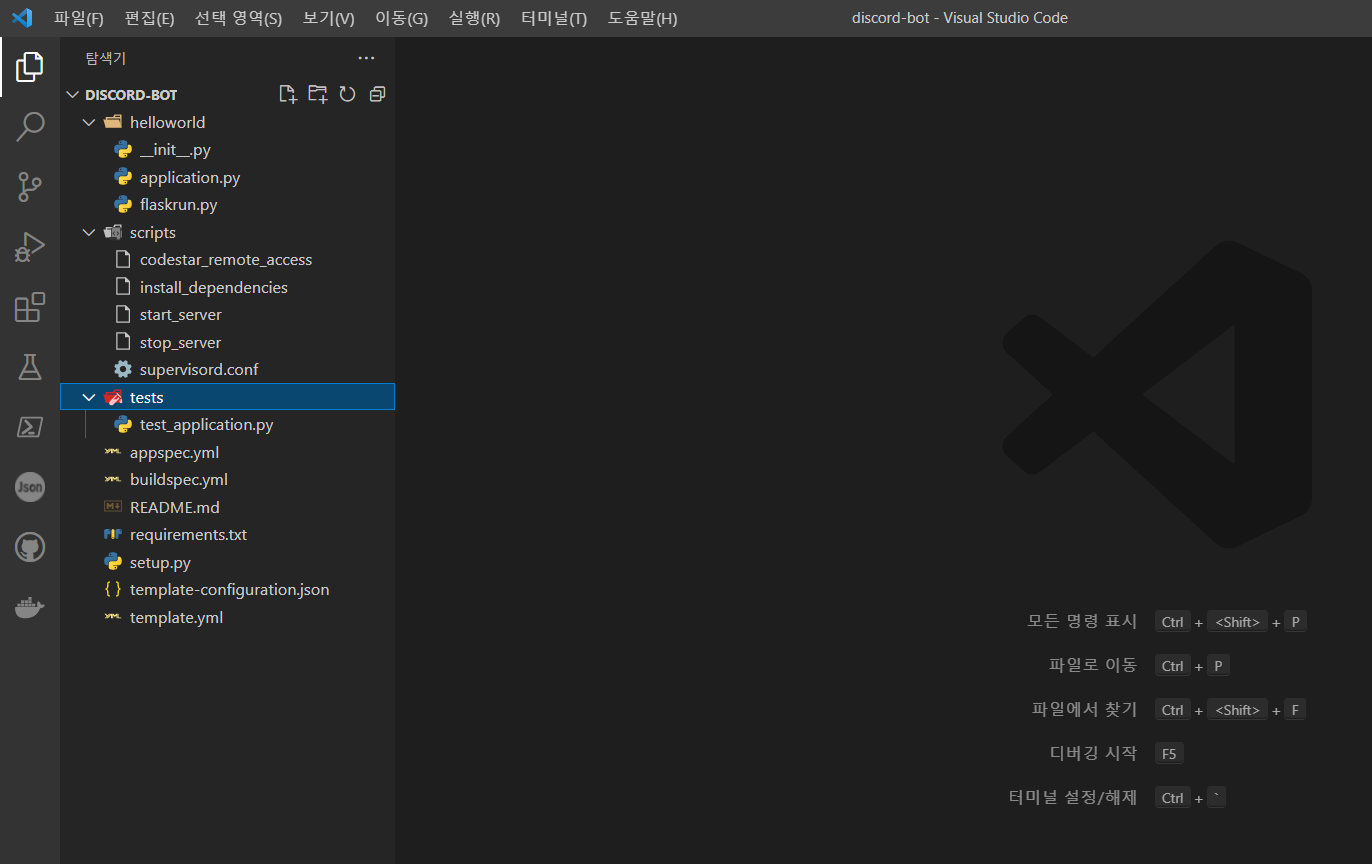 파일(F) 편집(E) 선택 영역(S) 보기(V) 이동(G) 실행(R) 터미널(T) 도움말(H) discord-bot - Visual Studio Code
탐색기
DISCORD-BOT
helloworld
__init__.py
application.py
flaskrun.py
scripts
codestar_remote_access
install_dependencies
start_server
stop_server
supervisord.conf
tests
test_application.py
appspec.yml
buildspec.yml
README.md
requirements.txt
setup.py
template-configuration.json
template.yml
Json
모든 명령 표시 Ctrl + <Shift> + P
파일로 이동 Ctrl + P
파일에서 찾기 Ctrl + <Shift> + F
디버깅 시작 F5
터미널 설정/해제 Ctrl + `